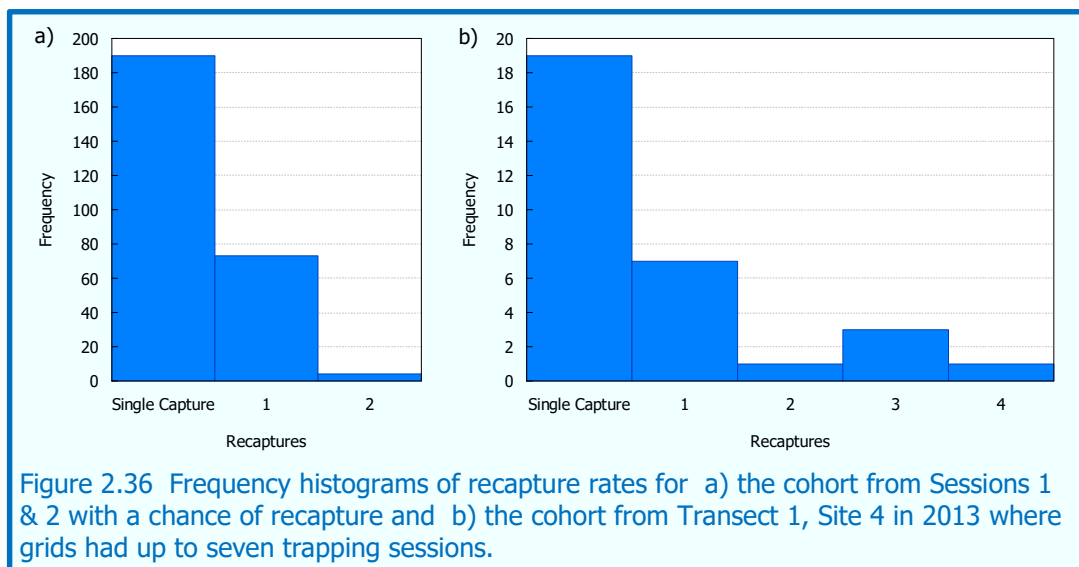 a)
200
180
160
140
120
100
80
60
40
20
0
Frequency
Single Capture 1 2
Recaptures
b)
20
18
16
14
12
10
8
6
4
2
0
Frequency
Single Capture 1 2 3 4
Recaptures
Figure 2.36 Frequency histograms of recapture rates for a) the cohort from Sessions 1
& 2 with a chance of recapture and b) the cohort from Transect 1, Site 4 in 2013 where
grids had up to seven trapping sessions.